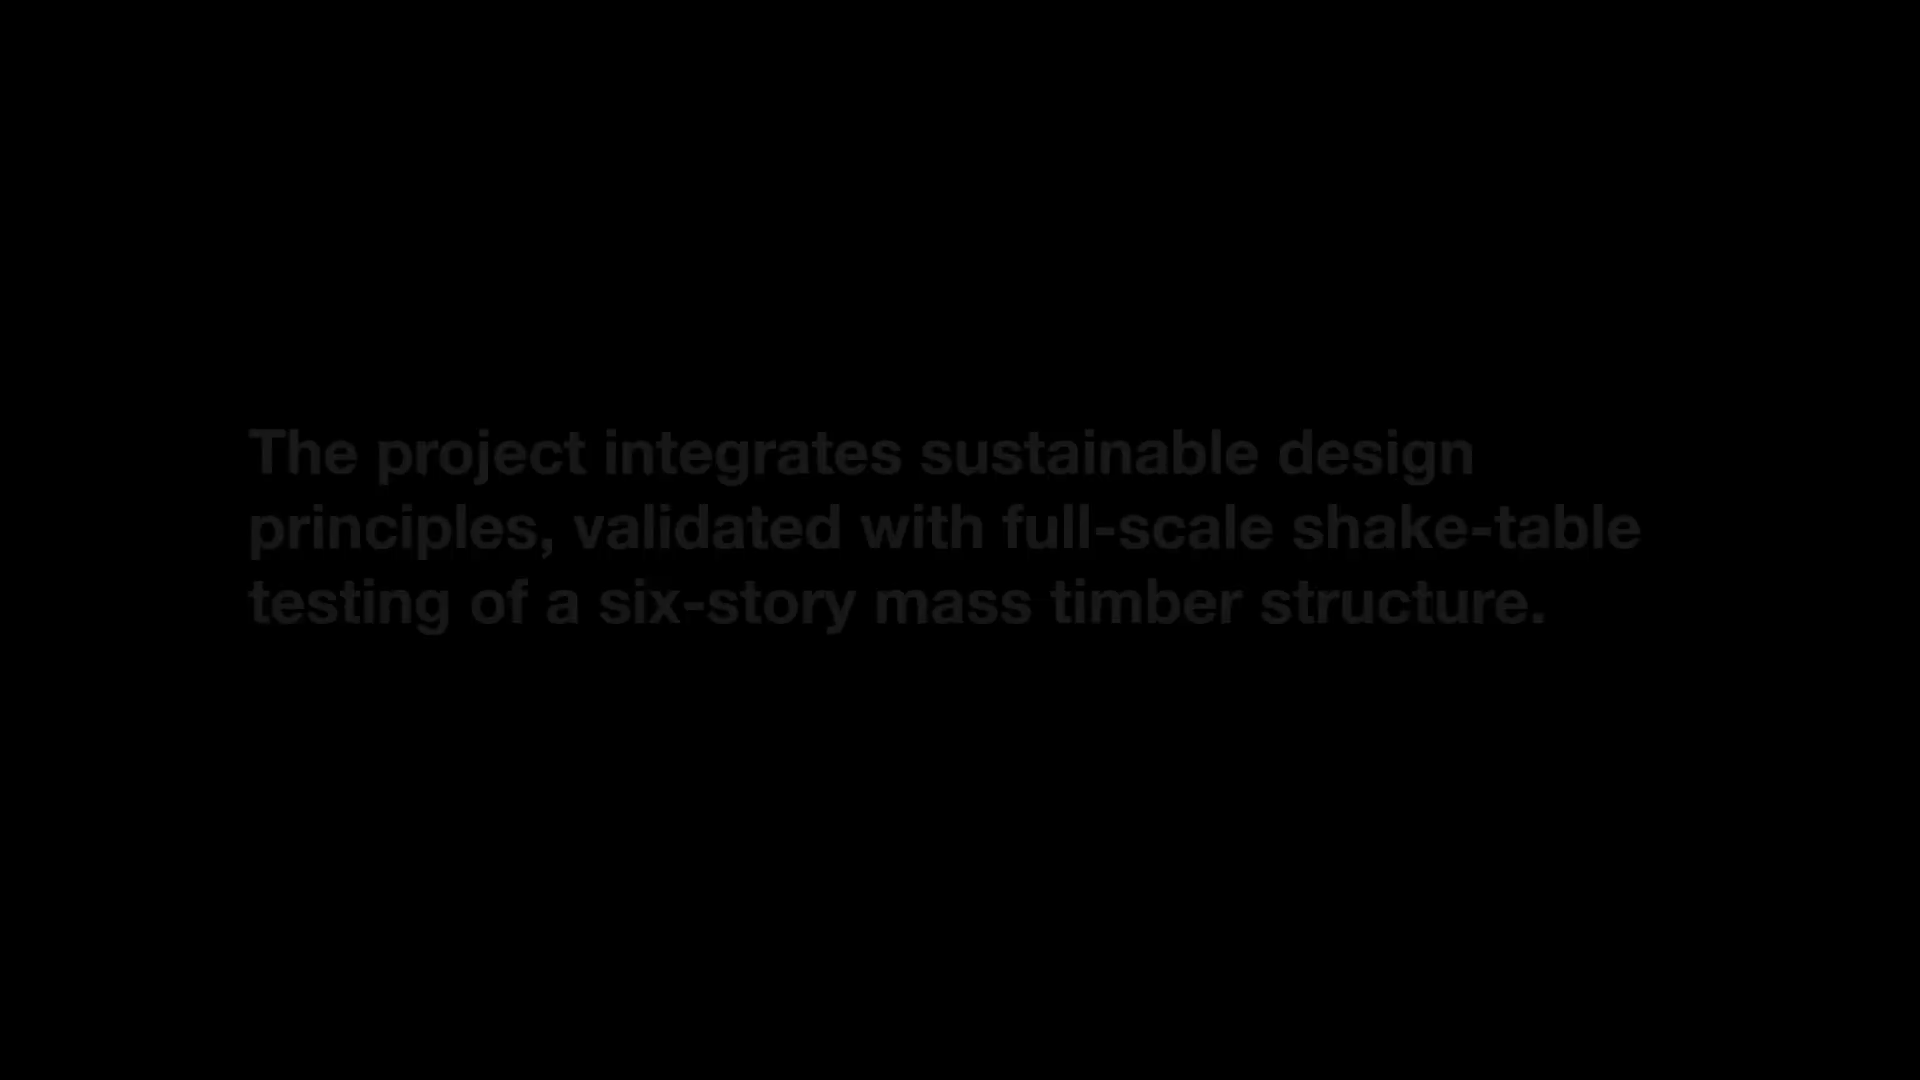 The project integrates sustainable design
principles, validated with full-scale shake-table
testing of a six-story mass timber structure.